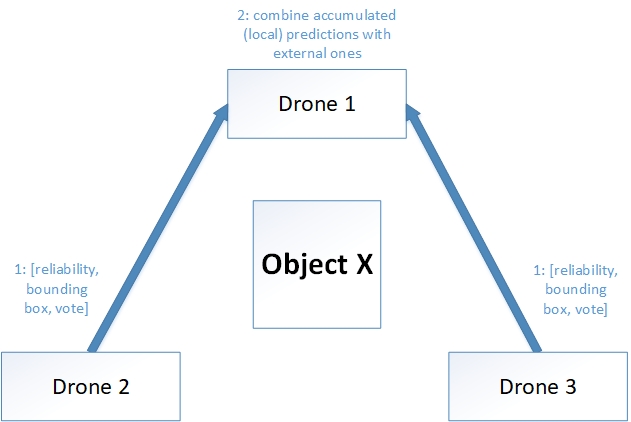 2: combine accumulated
(local) predictions with
external ones
Drone 1
Object X
1: [reliability,
bounding
box, vote]
1: [reliability,
bounding
box, vote]
Drone 2
Drone 3